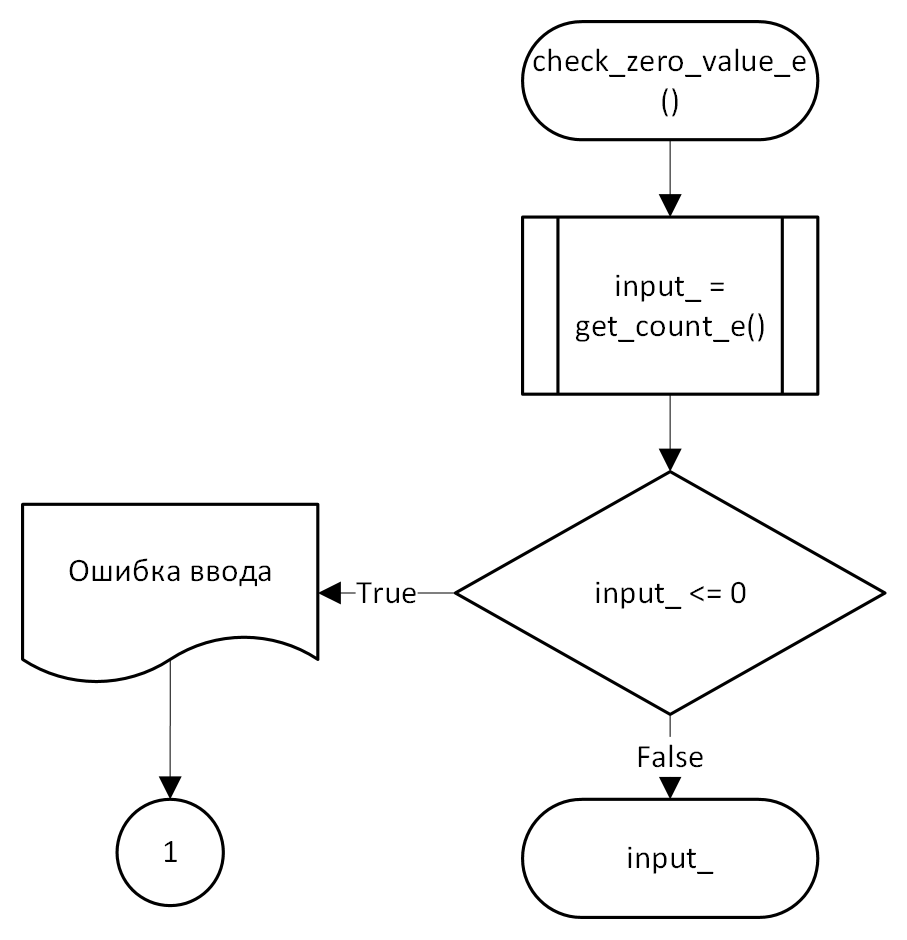 check_zero_value_e
()
input_ =
get_count_e()
Ошибка ввода
True
input_ <= 0
False
1
input_